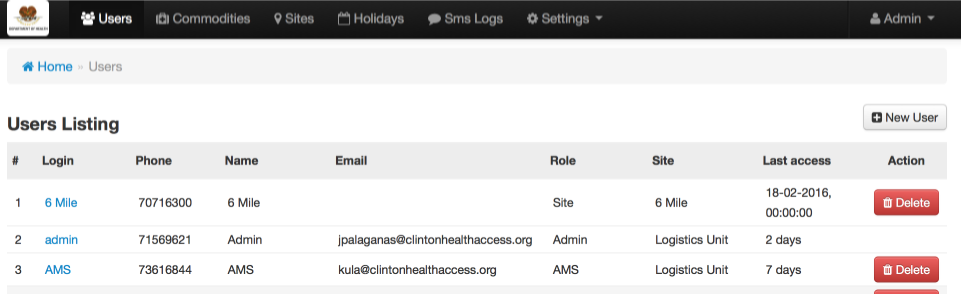 Users Commodities Sites Holidays Sms Logs Settings Admin
DEPARTMENT OF HEALTH
Home » Users
New User
Users Listing
# Login Phone Name Email Role Site Last access Action
1 6 Mile 70716300 6 Mile Site 6 Mile 18-02-2016, 00:00:00 Delete
2 admin 71569621 Admin jpalaganas@clintonhealthaccess.org Admin Logistics Unit 2 days
3 AMS 73616844 AMS kula@clintonhealthaccess.org AMS Logistics Unit 7 days Delete